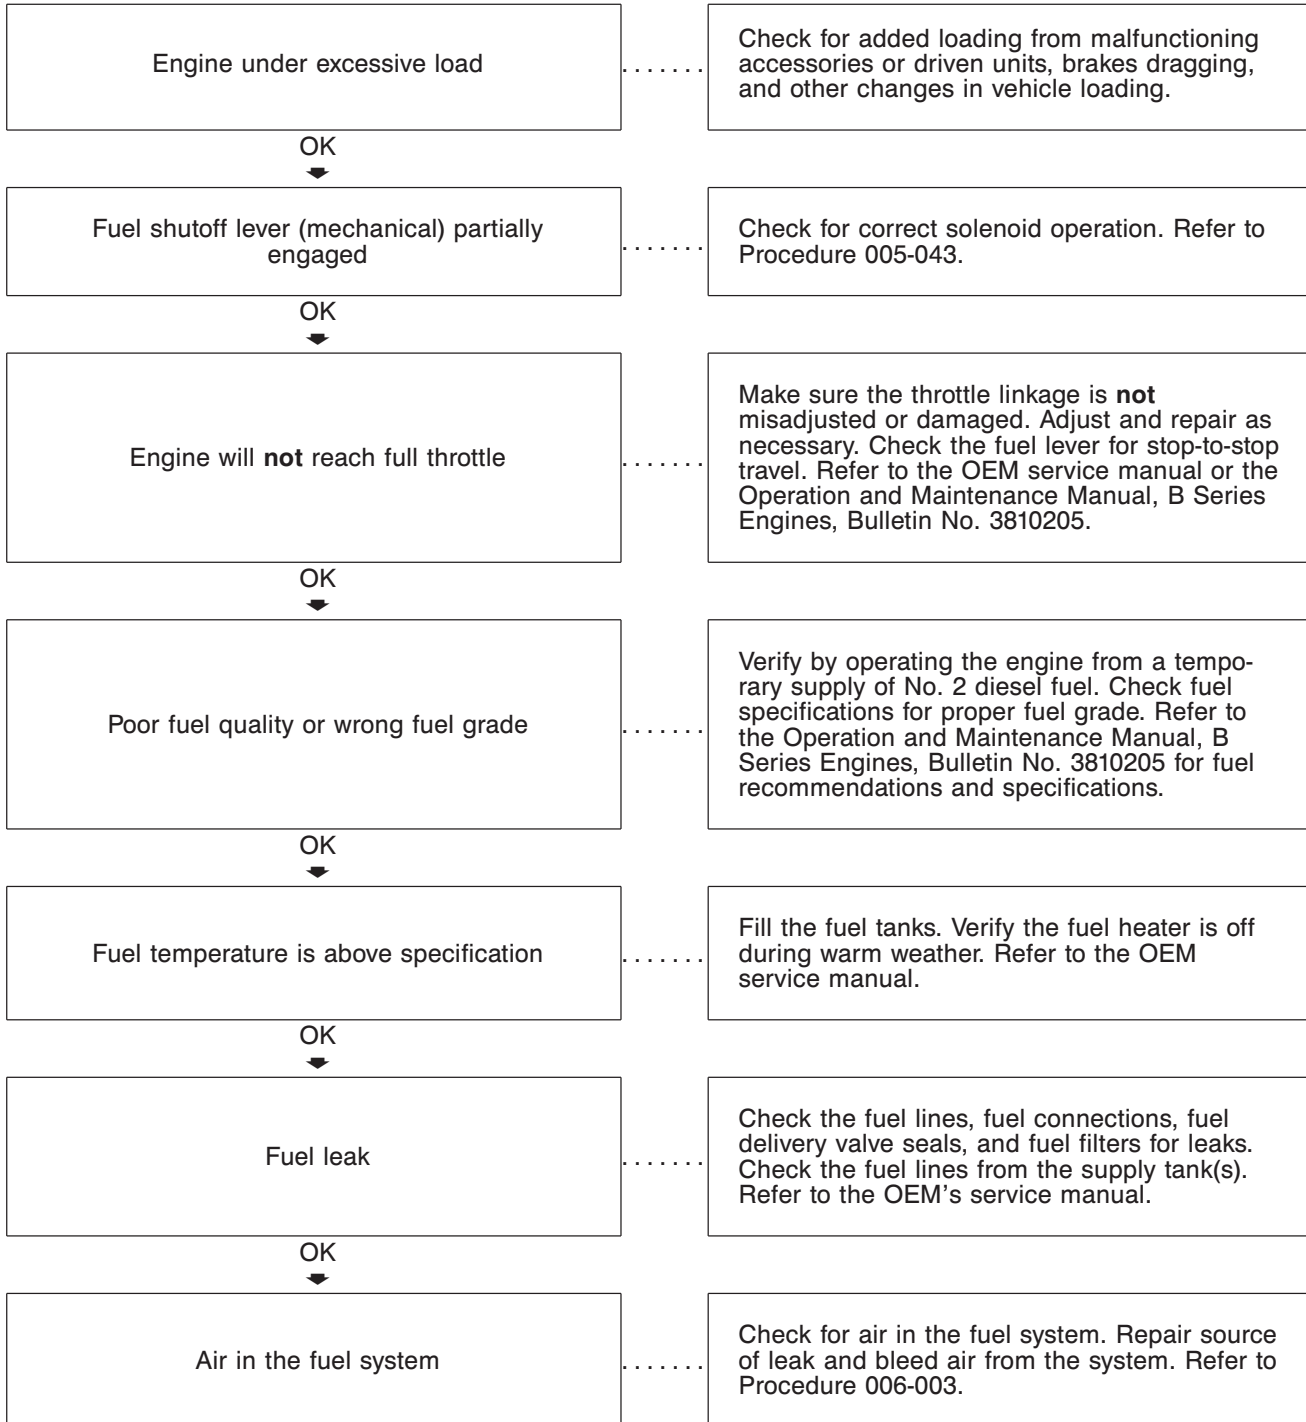 Engine under excessive load
Check for added loading from malfunctioning
accessories or driven units, brakes dragging,
and other changes in vehicle loading.
OK
Fuel shutoff lever (mechanical) partially
engaged
Check for correct solenoid operation. Refer to
Procedure 005-043.
OK
Engine will not reach full throttle
Make sure the throttle linkage is not
misadjusted or damaged. Adjust and repair as
necessary. Check the fuel lever for stop-to-stop
travel. Refer to the OEM service manual or the
Operation and Maintenance Manual, B Series
Engines, Bulletin No. 3810205.
OK
Poor fuel quality or wrong fuel grade
Verify by operating the engine from a tempo-
rary supply of No. 2 diesel fuel. Check fuel
specifications for proper fuel grade. Refer to
the Operation and Maintenance Manual, B
Series Engines, Bulletin No. 3810205 for fuel
recommendations and specifications.
OK
Fuel temperature is above specification
Fill the fuel tanks. Verify the fuel heater is off
during warm weather. Refer to the OEM
service manual.
OK
Fuel leak
Check the fuel lines, fuel connections, fuel
delivery valve seals, and fuel filters for leaks.
Check the fuel lines from the supply tank(s).
Refer to the OEM’s service manual.
OK
Air in the fuel system
Check for air in the fuel system. Repair source
of leak and bleed air from the system. Refer to
Procedure 006-003.